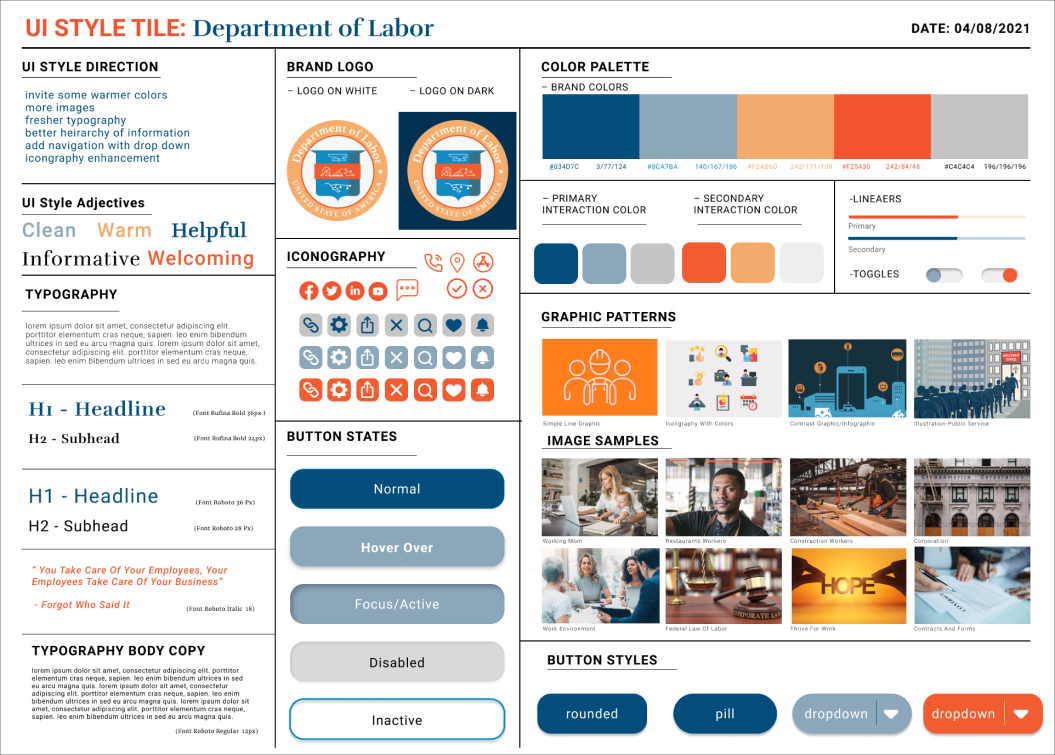 UI STYLE TILE: Department of Labor
DATE: 04/08/2021
UI STYLE DIRECTION
invite some warmer colors
more images
fresher typography
better heirarchy of information
add navigation with drop down
icongraphy enhancement
UI Style Adjectives
Clean Warm Helpful
Informative Welcoming
TYPOGRAPHY
lorem ipsum dolor sit amet, consectetur adipiscing elit.
porttitor elementum cras neque, sapien. leo enim bibendum
ultrices in sed eu arcu magna quis. lorem ipsum dolor sit amet,
consectetur adipiscing elit. porttitor elementum cras neque,
sapien. leo enim bibendum ultrices in sed eu arcu magna quis.
H1 - Headline (Font Rufina Bold 36px )
H2 - Subhead (Font Rufina Bold 24px)
H1 - Headline (Font Roboto 36 Px)
H2 - Subhead (Font Roboto 28 Px)
“ You Take Care Of Your Employees, Your
Employees Take Care Of Your Business”
- Forgot Who Said It (Font Roboto Italic 18)
TYPOGRAPHY BODY COPY
lorem ipsum dolor sit amet, consectetur adipiscing elit. porttitor
elementum cras neque, sapien. leo enim bibendum ultrices in sed
eu arcu magna quis. lorem ipsum dolor sit amet, consectetur
adipiscing elit. porttitor elementum cras neque, sapien. leo enim
bibendum ultrices in sed eu arcu magna quis. lorem ipsum dolor
sit amet, consectetur adipiscing elit. porttitor elementum cras
neque, sapien. leo enim bibendum ultrices in sed eu arcu magna
quis.
(Font Roboto Regular 12px)
BRAND LOGO
– LOGO ON WHITE – LOGO ON DARK
Department of Labor
UNITED STATE OF AMERICA
Department of Labor
UNITED STATE OF AMERICA
ICONOGRAPHY
BUTTON STATES
Normal
Hover Over
Focus/Active
Disabled
Inactive
COLOR PALETTE
– BRAND COLORS
#034D7C 3/77/124 #8CA7BA 140/167/186 #F2AB6D 242/171/109 #F25430 242/84/48 #C4C4C4 196/196/196
– PRIMARY
INTERACTION COLOR
– SECONDARY
INTERACTION COLOR
-LINEAERS
Primary
Secondary
-TOGGLES
GRAPHIC PATTERNS
Simple Line Graphic
Icongraphy With Colors
Contrast Graphic/Infographic
Illustration-Public Service
IMAGE SAMPLES
Working Mom
Restaurants Workers
Construction Workers
Corporation
HOPE
Work Environment
Federal Law Of Labor
Thrive For Work
Contracts And Forms
BUTTON STYLES
rounded
pill
dropdown
dropdown